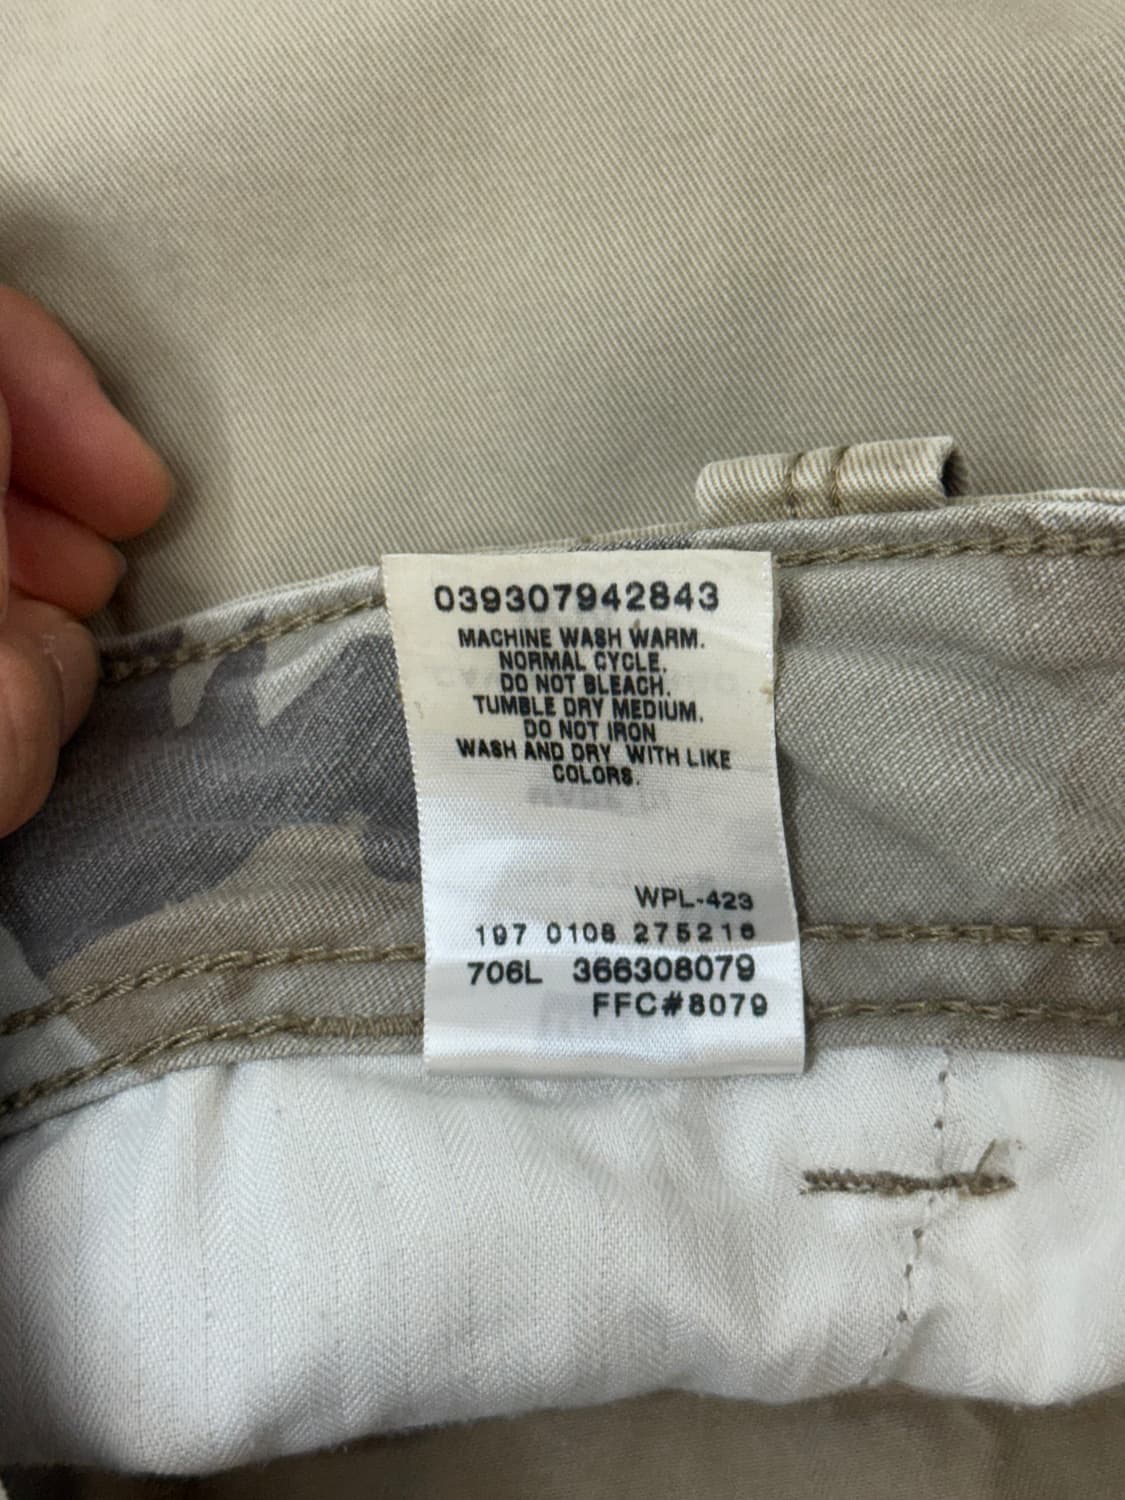 039307942843
MACHINE WASH WARM.
NORMAL CYCLE.
DO NOT BLEACH.
TUMBLE DRY MEDIUM.
DO NOT IRON
WASH AND DRY WITH LIKE
COLORS.
WPL-423
197 0108 275216
706L 366308079
FFC#8079